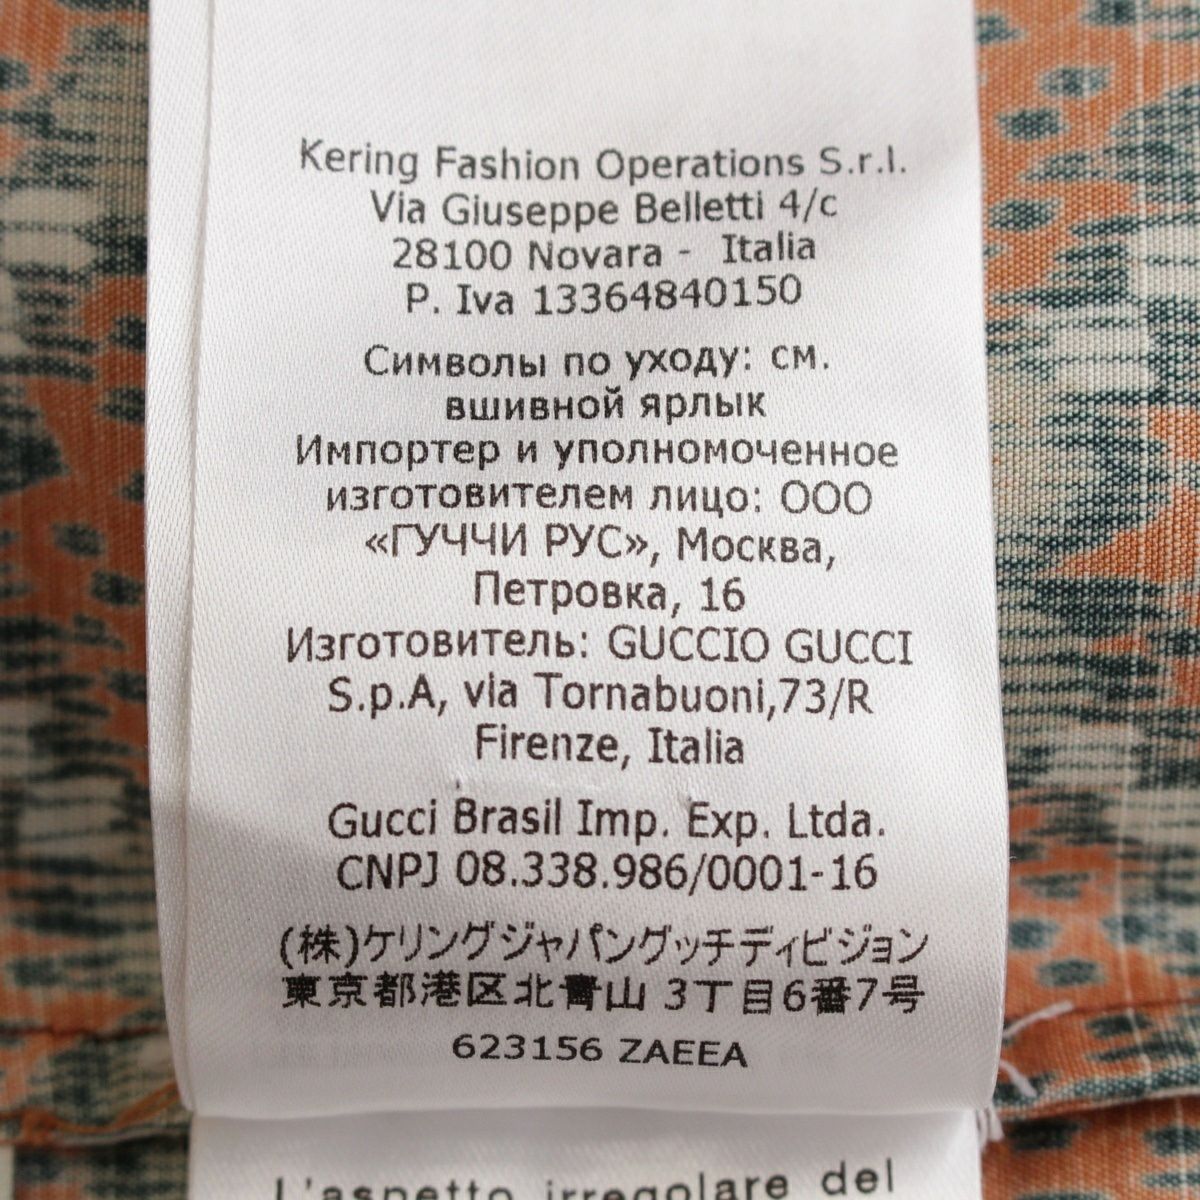 Kering Fashion Operations S.r.l.
Via Giuseppe Belletti 4/c
28100 Novara - Italia
P. Iva 13364840150
Символы по уходу: см.
вшивной ярлык
Импортер и уполномоченное
изготовителем лицо: ООО
«ГУЧЧИ РУС», Москва,
Петровка, 16
Изготовитель: GUCCIO GUCCI
S.p.A, via Tornabuoni,73/R
Firenze, Italia
Gucci Brasil Imp. Exp. Ltda.
CNPJ 08.338.986/0001-16
(株)ケリングジャパングッチディビジョン
東京都港区北青山 3丁目6番7号
623156 ZAEEA
L'aspetto irregolare del